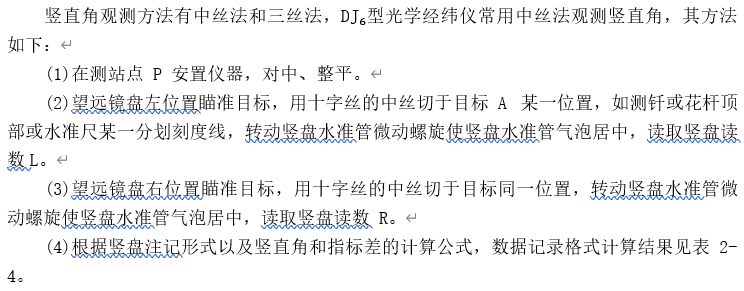 竖直角观测方法有中丝法和三丝法，DJ₆型光学经纬仪常用中丝法观测竖直角，其方法
如下：↵
(1)在测站点 P 安置仪器，对中、整平。↵
(2)望远镜盘左位置瞄准目标，用十字丝的中丝切于目标 A 某一位置，如测钎或花杆顶
部或水准尺某一分划刻度线，转动竖盘水准管微动螺旋使竖盘水准管气泡居中，读取竖盘读
数 L。↵
(3)望远镜盘右位置瞄准目标，用十字丝的中丝切于目标同一位置，转动竖盘水准管微
动螺旋使竖盘水准管气泡居中，读取竖盘读数 R。↵
(4)根据竖盘注记形式以及竖直角和指标差的计算公式，数据记录格式计算结果见表 2-
4。